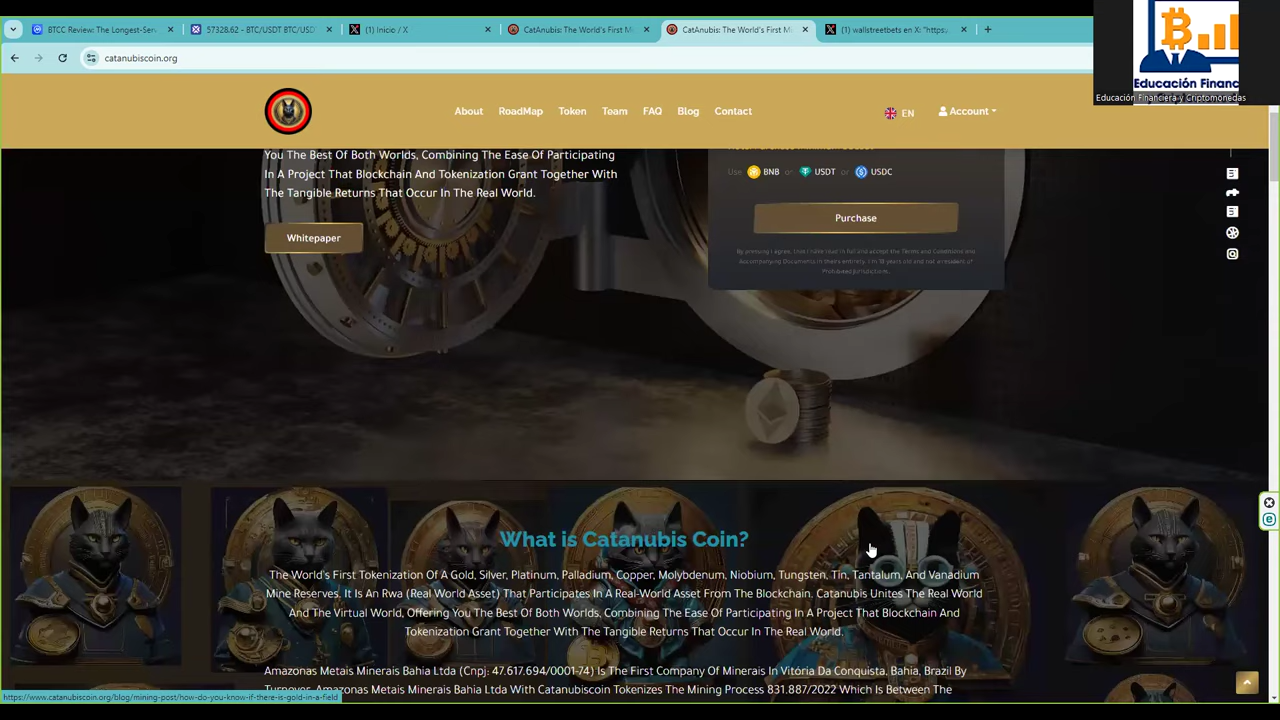 BTCC Review: The Longest-Serv
57328.62 - BTC/USDT BTC/USD
(1) Inicio / X
CatAnubis: The World's First M
CatAnubis: The World's First M
(1) wallstreetbets en X: "https:
catanubiscoin.org
Educación Financi
Educación Financiera y Criptomonedas
About
RoadMap
Token
Team
FAQ
Blog
Contact
EN
Account
You The Best Of Both Worlds, Combining The Ease Of Participating
In A Project That Blockchain And Tokenization Grant Together With
The Tangible Returns That Occur In The Real World.
Whitepaper
Use BNB or USDT or USDC
Purchase
By pressing I agree, that I have read in full and accept the Terms and Conditions and
Accompanying Documents in there entirety. I'm 18 years old and not a resident of
Prohibited Jurisdictions.
What is Catanubis Coin?
The World's First Tokenization Of A Gold, Silver, Platinum, Palladium, Copper, Molybdenum, Niobium, Tungsten, Tin, Tantalum, And Vanadium
Mine Reserves. It Is An Rwa (Real World Asset) That Participates In A Real-World Asset From The Blockchain. Catanubis Unites The Real World
And The Virtual World, Offering You The Best Of Both Worlds, Combining The Ease Of Participating In A Project That Blockchain And
Tokenization Grant Together With The Tangible Returns That Occur In The Real World.
Amazonas Metais Minerais Bahia Ltda (Cnpj: 47.617.694/0001-74) Is The First Company Of Minerals In Vitória Da Conquista, Bahia, Brazil By
Turnover. Amazonas Metais Minerais Bahia Ltda With Catanubiscoin Tokenizes The Mining Process 831.887/2022 Which Is Between The
https://www.catanubiscoin.org/blog/mining-post/how-do-you-know-if-there-is-gold-in-a-field